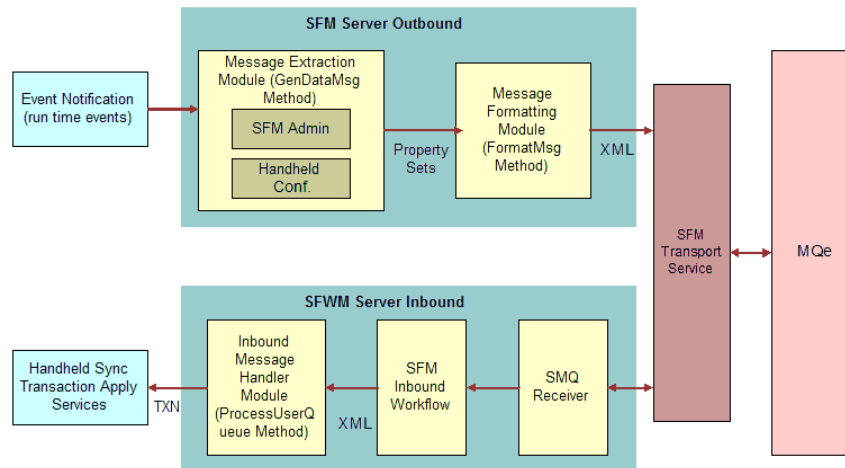 SFM Server Outbound
Event Notification
(run time events)
Message Extraction
Module (GenDataMsg
Method)
SFM Admin
Handheld
Conf.
Property
Sets
Message
Formatting
Module
(FormatMsg
Method)
XML
SFM
Transport
Service
MQe
SFWM Server Inbound
Handheld Sync
Transaction Apply
Services
TXN
Inbound
Message
Handler
Module
(ProcessUserQ
ueue Method)
XML
SFM
Inbound
Workflow
SMQ
Receiver